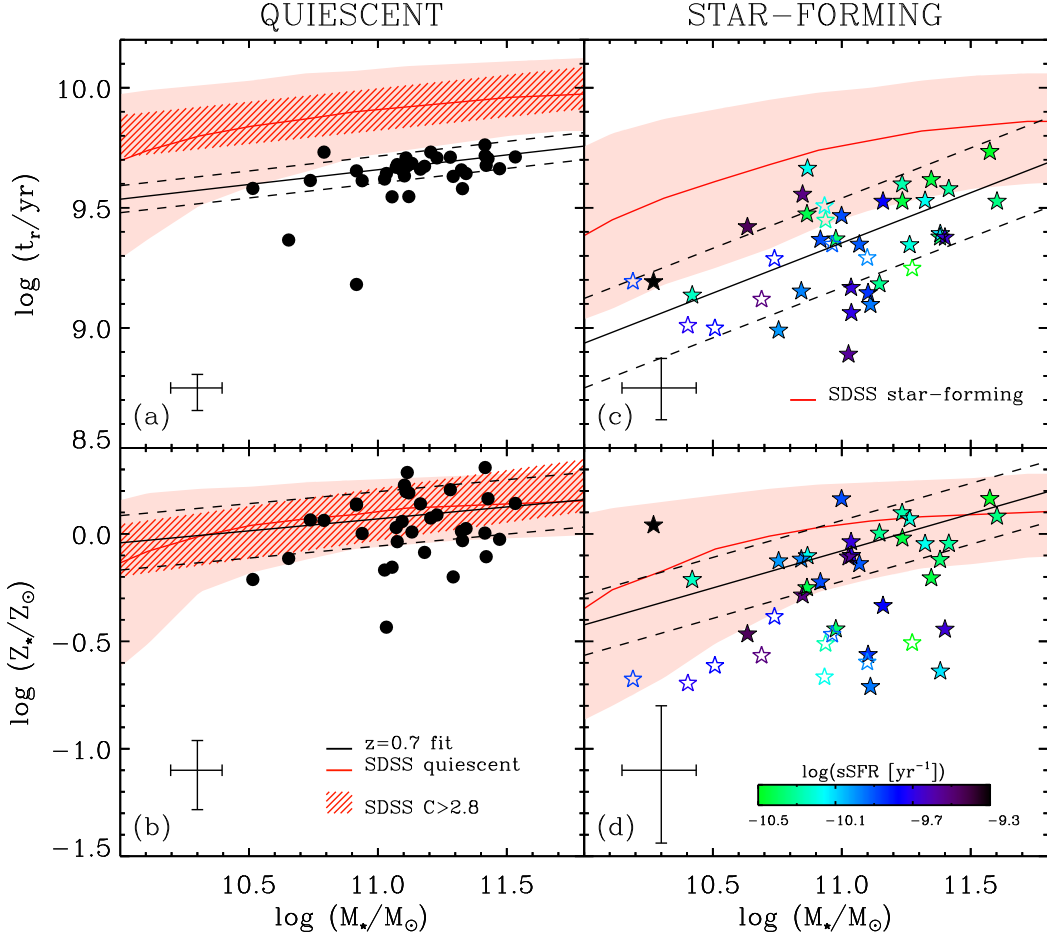 QUIESCENT
STAR-FORMING
log (t_r/yr)
10.0
9.5
9.0
8.5
(a)
(c)
SDSS star-forming
log (Z_★/Z_⊙)
0.0
-0.5
-1.0
-1.5
z=0.7 fit
SDSS quiescent
SDSS C>2.8
(b)
log(sSFR [yr⁻¹])
-10.5
-10.1
-9.7
-9.3
(d)
10.5
11.0
11.5
10.5
11.0
11.5
log (M_★/M_⊙)
log (M_★/M_⊙)